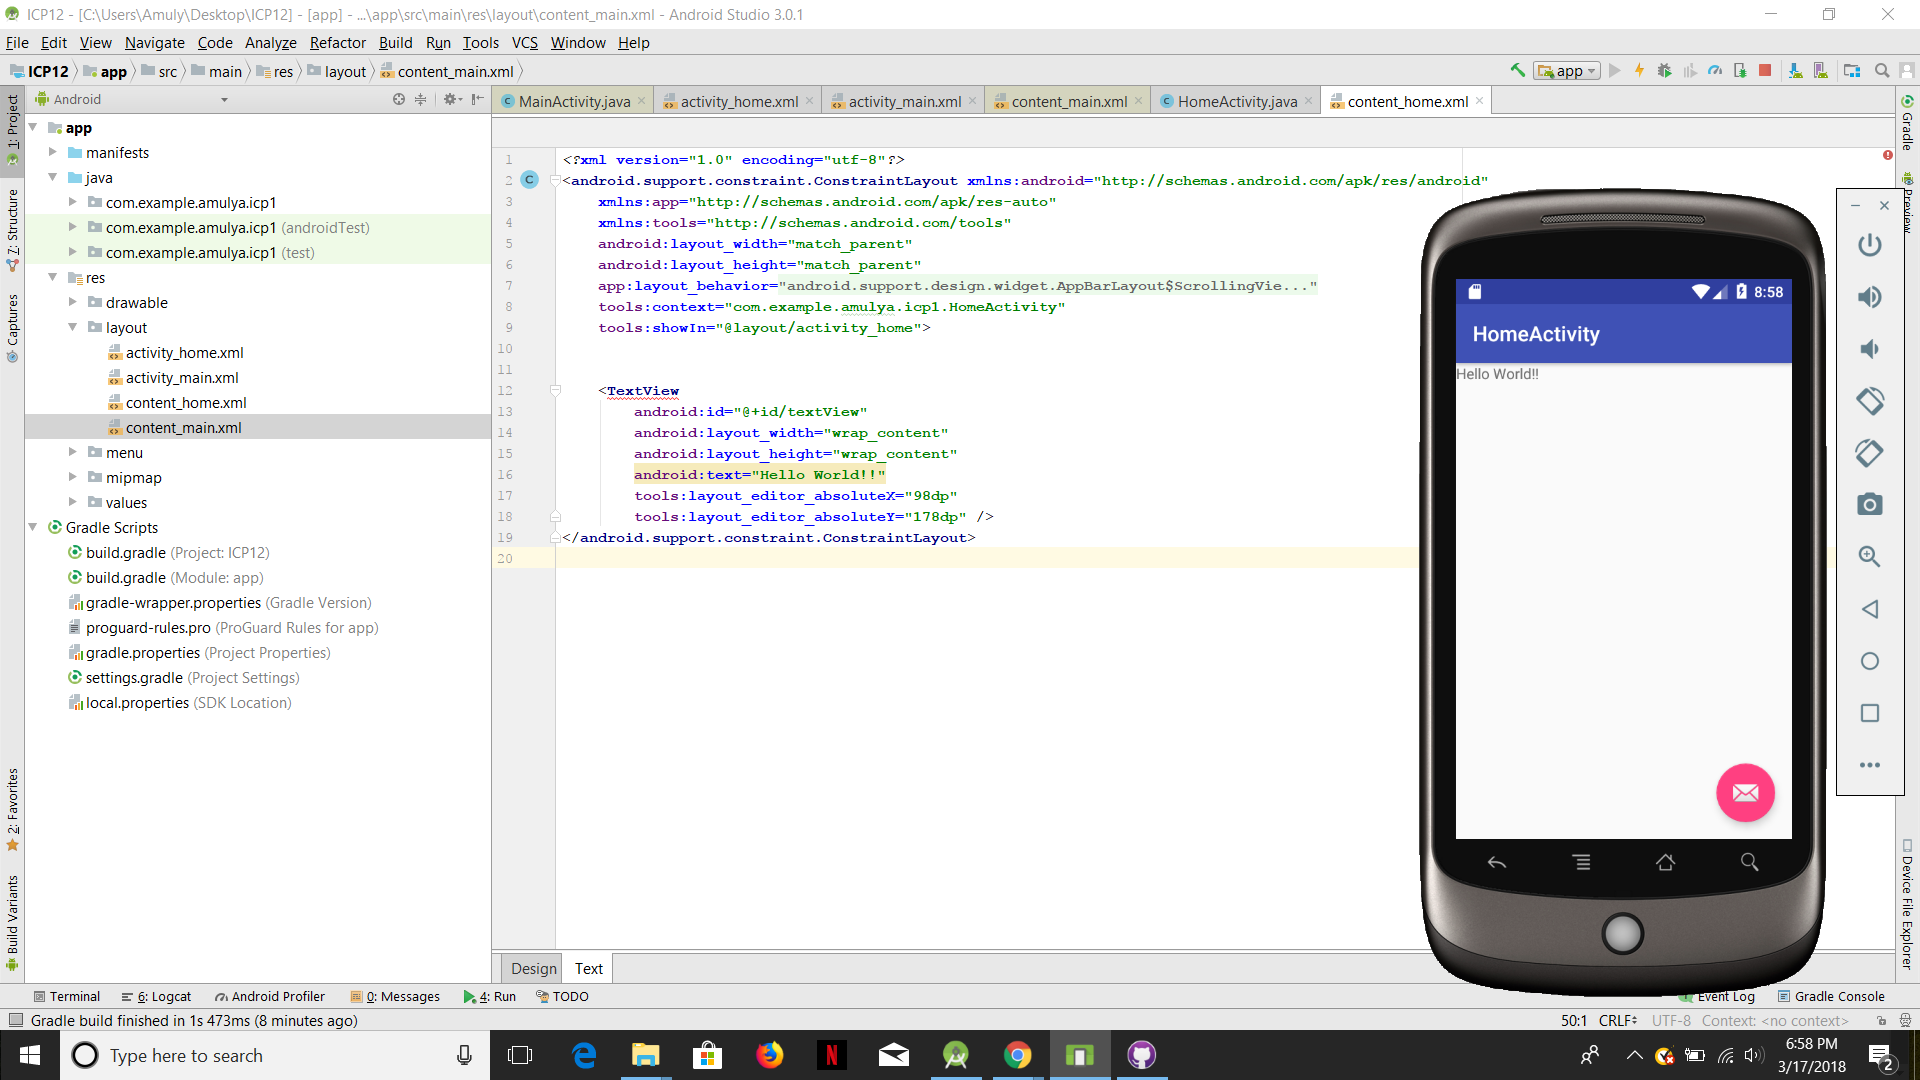 ICP12 - [C:\Users\Amuly\Desktop\ICP12] - [app] - ...\app\src\main\res\layout\content_main.xml - Android Studio 3.0.1
File Edit View Navigate Code Analyze Refactor Build Run Tools VCS Window Help
ICP12 app src main res layout content_main.xml app
Android
MainActivity.java activity_home.xml activity_main.xml content_main.xml HomeActivity.java content_home.xml
1: Project
7: Structure
Captures
2: Favorites
Build Variants
app
manifests
java
com.example.amulya.icp1
com.example.amulya.icp1 (androidTest)
com.example.amulya.icp1 (test)
res
drawable
layout
activity_home.xml
activity_main.xml
content_home.xml
content_main.xml
menu
mipmap
values
Gradle Scripts
build.gradle (Project: ICP12)
build.gradle (Module: app)
gradle-wrapper.properties (Gradle Version)
proguard-rules.pro (ProGuard Rules for app)
gradle.properties (Project Properties)
settings.gradle (Project Settings)
local.properties (SDK Location)
1 <?xml version="1.0" encoding="utf-8"?>
2 C <android.support.constraint.ConstraintLayout xmlns:android="http://schemas.android.com/apk/res/android"
3 xmlns:app="http://schemas.android.com/apk/res-auto"
4 xmlns:tools="http://schemas.android.com/tools"
5 android:layout_width="match_parent"
6 android:layout_height="match_parent"
7 app:layout_behavior="android.support.design.widget.AppBarLayout$ScrollingVie..."
8 tools:context="com.example.amulya.icp1.HomeActivity"
9 tools:showIn="@layout/activity_home">
10
11
12 <TextView
13 android:id="@+id/textView"
14 android:layout_width="wrap_content"
15 android:layout_height="wrap_content"
16 android:text="Hello World!!"
17 tools:layout_editor_absoluteX="98dp"
18 tools:layout_editor_absoluteY="178dp" />
19 </android.support.constraint.ConstraintLayout>
20
8:58
HomeActivity
Hello World!!
Gradle
Preview
Device File Explorer
Design Text
Terminal 6: Logcat Android Profiler 0: Messages 4: Run TODO Event Log Gradle Console
Gradle build finished in 1s 473ms (8 minutes ago) 50:1 CRLF UTF-8 Context: <no context>
Type here to search
6:58 PM
3/17/2018
2